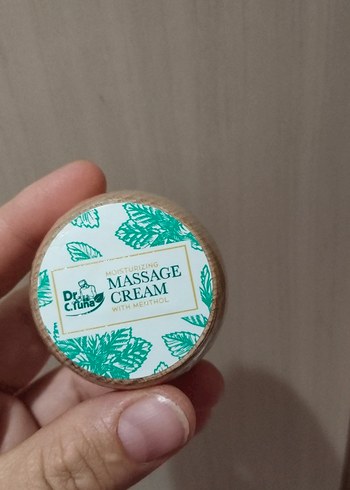 MOISTURIZING
MASSAGE
CREAM
WITH MENTHOL
Dr.
C.Tuna